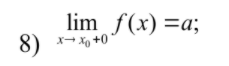 8) lim f(x) = a;
x→x₀+0